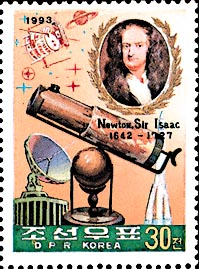 1993
Newton, Sir Isaac
1642 - 1727
조선우표
DPR KOREA 30전